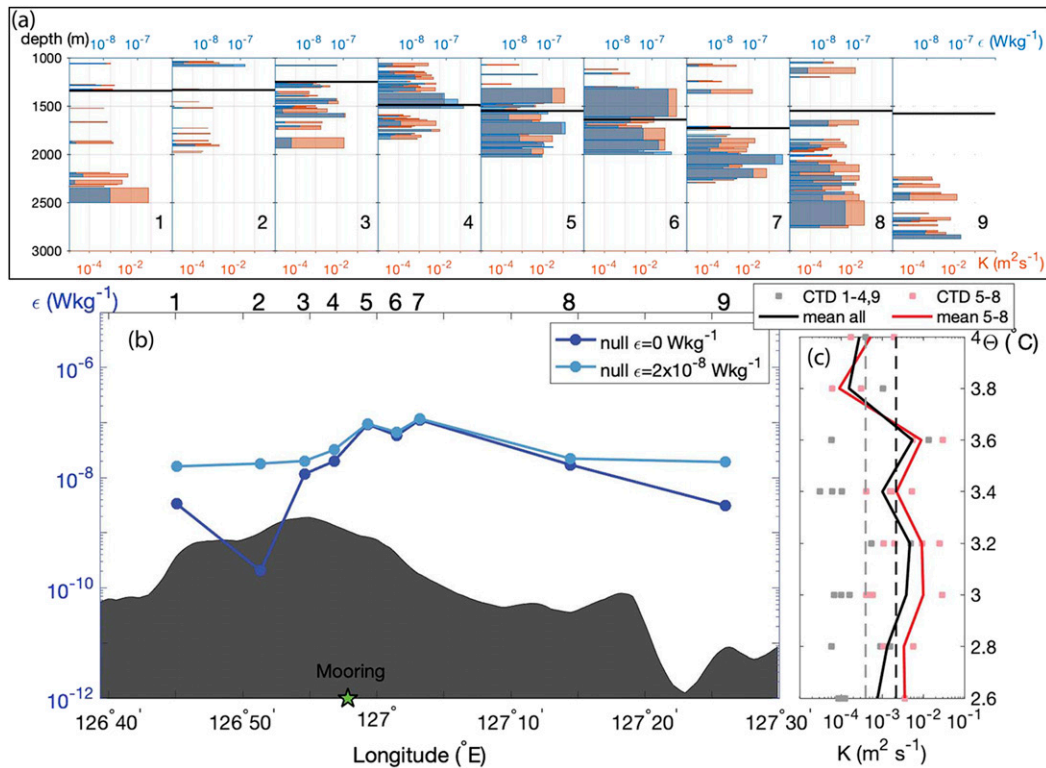 (a)
depth (m)
10⁻⁸ 10⁻⁷ 10⁻⁸ 10⁻⁷ 10⁻⁸ 10⁻⁷ 10⁻⁸ 10⁻⁷ 10⁻⁸ 10⁻⁷ 10⁻⁸ 10⁻⁷ 10⁻⁸ 10⁻⁷ 10⁻⁸ 10⁻⁷ 10⁻⁸ 10⁻⁷ ϵ (Wkg⁻¹)
1000
1500
2000
2500
3000
1 2 3 4 5 6 7 8 9
10⁻⁴ 10⁻² 10⁻⁴ 10⁻² 10⁻⁴ 10⁻² 10⁻⁴ 10⁻² 10⁻⁴ 10⁻² 10⁻⁴ 10⁻² 10⁻⁴ 10⁻² 10⁻⁴ 10⁻² 10⁻⁴ 10⁻² K (m²s⁻¹)
ϵ (Wkg⁻¹) 1 2 3 4 5 6 7 8 9
(b)
null ϵ=0 Wkg⁻¹
null ϵ=2x10⁻⁸ Wkg⁻¹
10⁻⁶
10⁻⁸
10⁻¹⁰
10⁻¹²
Mooring
126°40' 126°50' 127° 127°10' 127°20' 127°30'
Longitude (°E)
CTD 1-4,9 CTD 5-8
mean all mean 5-8
(c)
4 Θ (°C)
3.8
3.6
3.4
3.2
3
2.8
2.6
10⁻⁴ 10⁻³ 10⁻² 10⁻¹
K (m² s⁻¹)